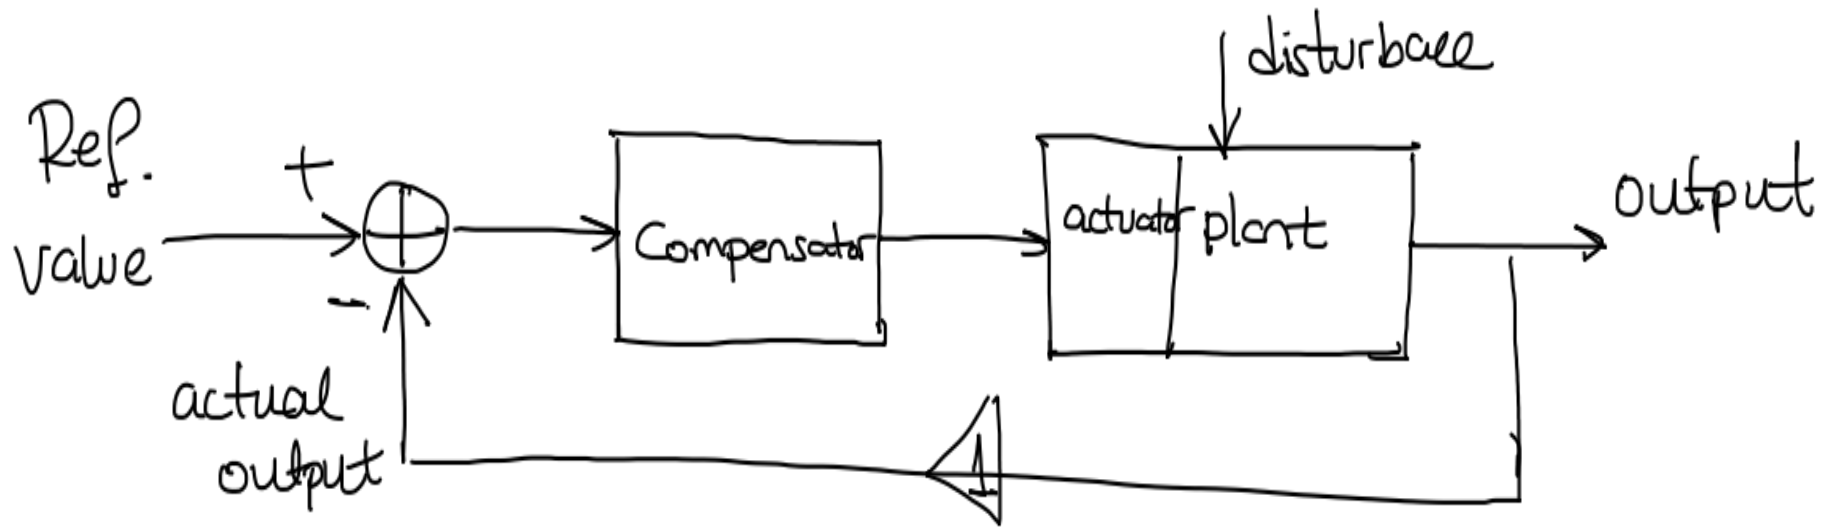 Ref.
value
+
-
Compensator
actuator
plant
disturbace
output
1
actual
output